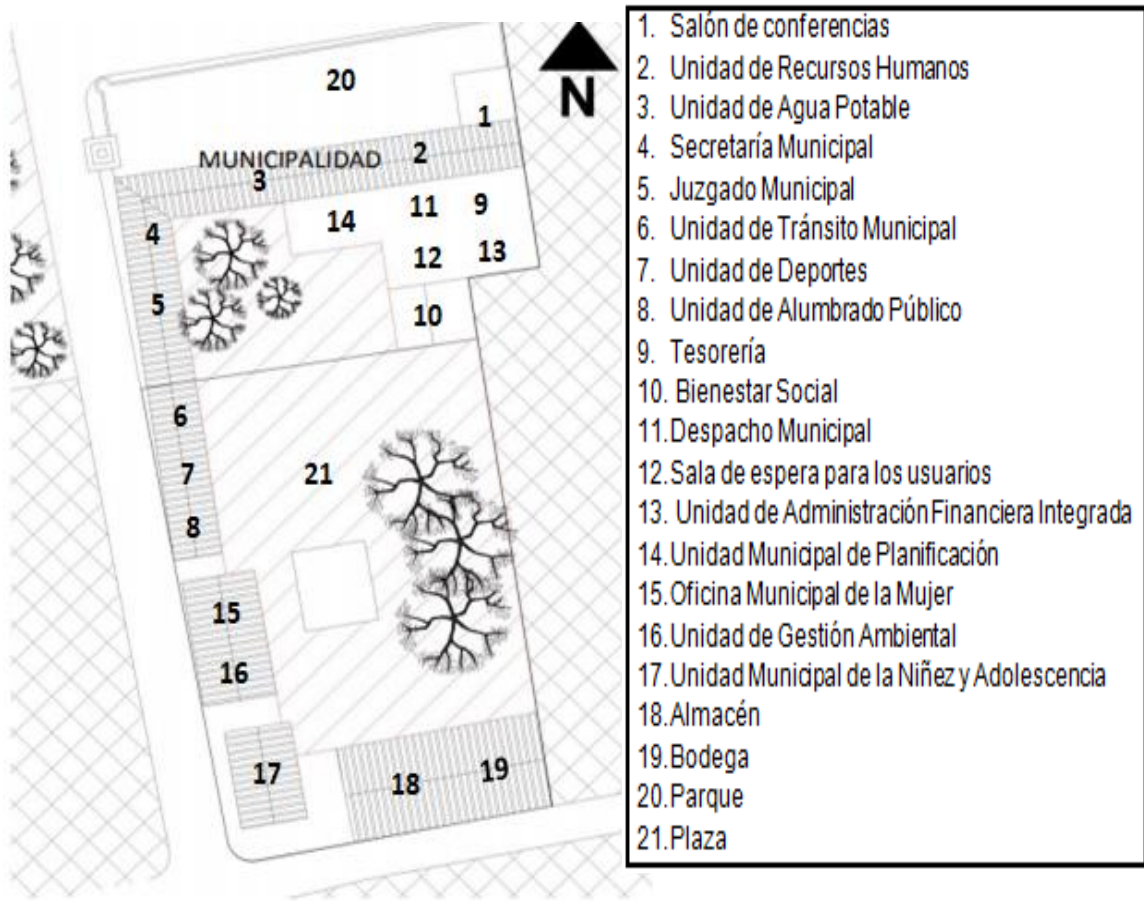 20
N
1
MUNICIPALIDAD
2
3
14
11
9
4
12
13
5
10
6
7
21
8
15
16
17
18
19
1. Salón de conferencias
2. Unidad de Recursos Humanos
3. Unidad de Agua Potable
4. Secretaría Municipal
5. Juzgado Municipal
6. Unidad de Tránsito Municipal
7. Unidad de Deportes
8. Unidad de Alumbrado Público
9. Tesorería
10. Bienestar Social
11. Despacho Municipal
12. Sala de espera para los usuarios
13. Unidad de Administración Financiera Integrada
14. Unidad Municipal de Planificación
15. Oficina Municipal de la Mujer
16. Unidad de Gestión Ambiental
17. Unidad Municipal de la Niñez y Adolescencia
18. Almacén
19. Bodega
20. Parque
21. Plaza